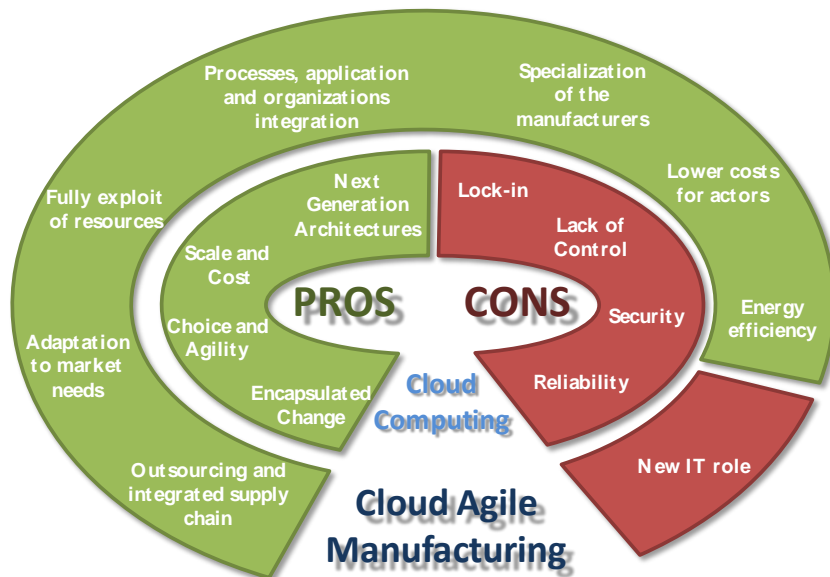 Processes, application
and organizations
integration
Specialization
of the
manufacturers
Fully exploit
of resources
Next
Generation
Architectures
Lock-in
Lower costs
for actors
Scale and
Cost
Lack of
Control
PROS
CONS
Adaptation
to market
needs
Choice and
Agility
Security
Energy
efficiency
Encapsulated
Change
Cloud
Computing
Reliability
Outsourcing and
integrated supply
chain
Cloud Agile
Manufacturing
New IT role